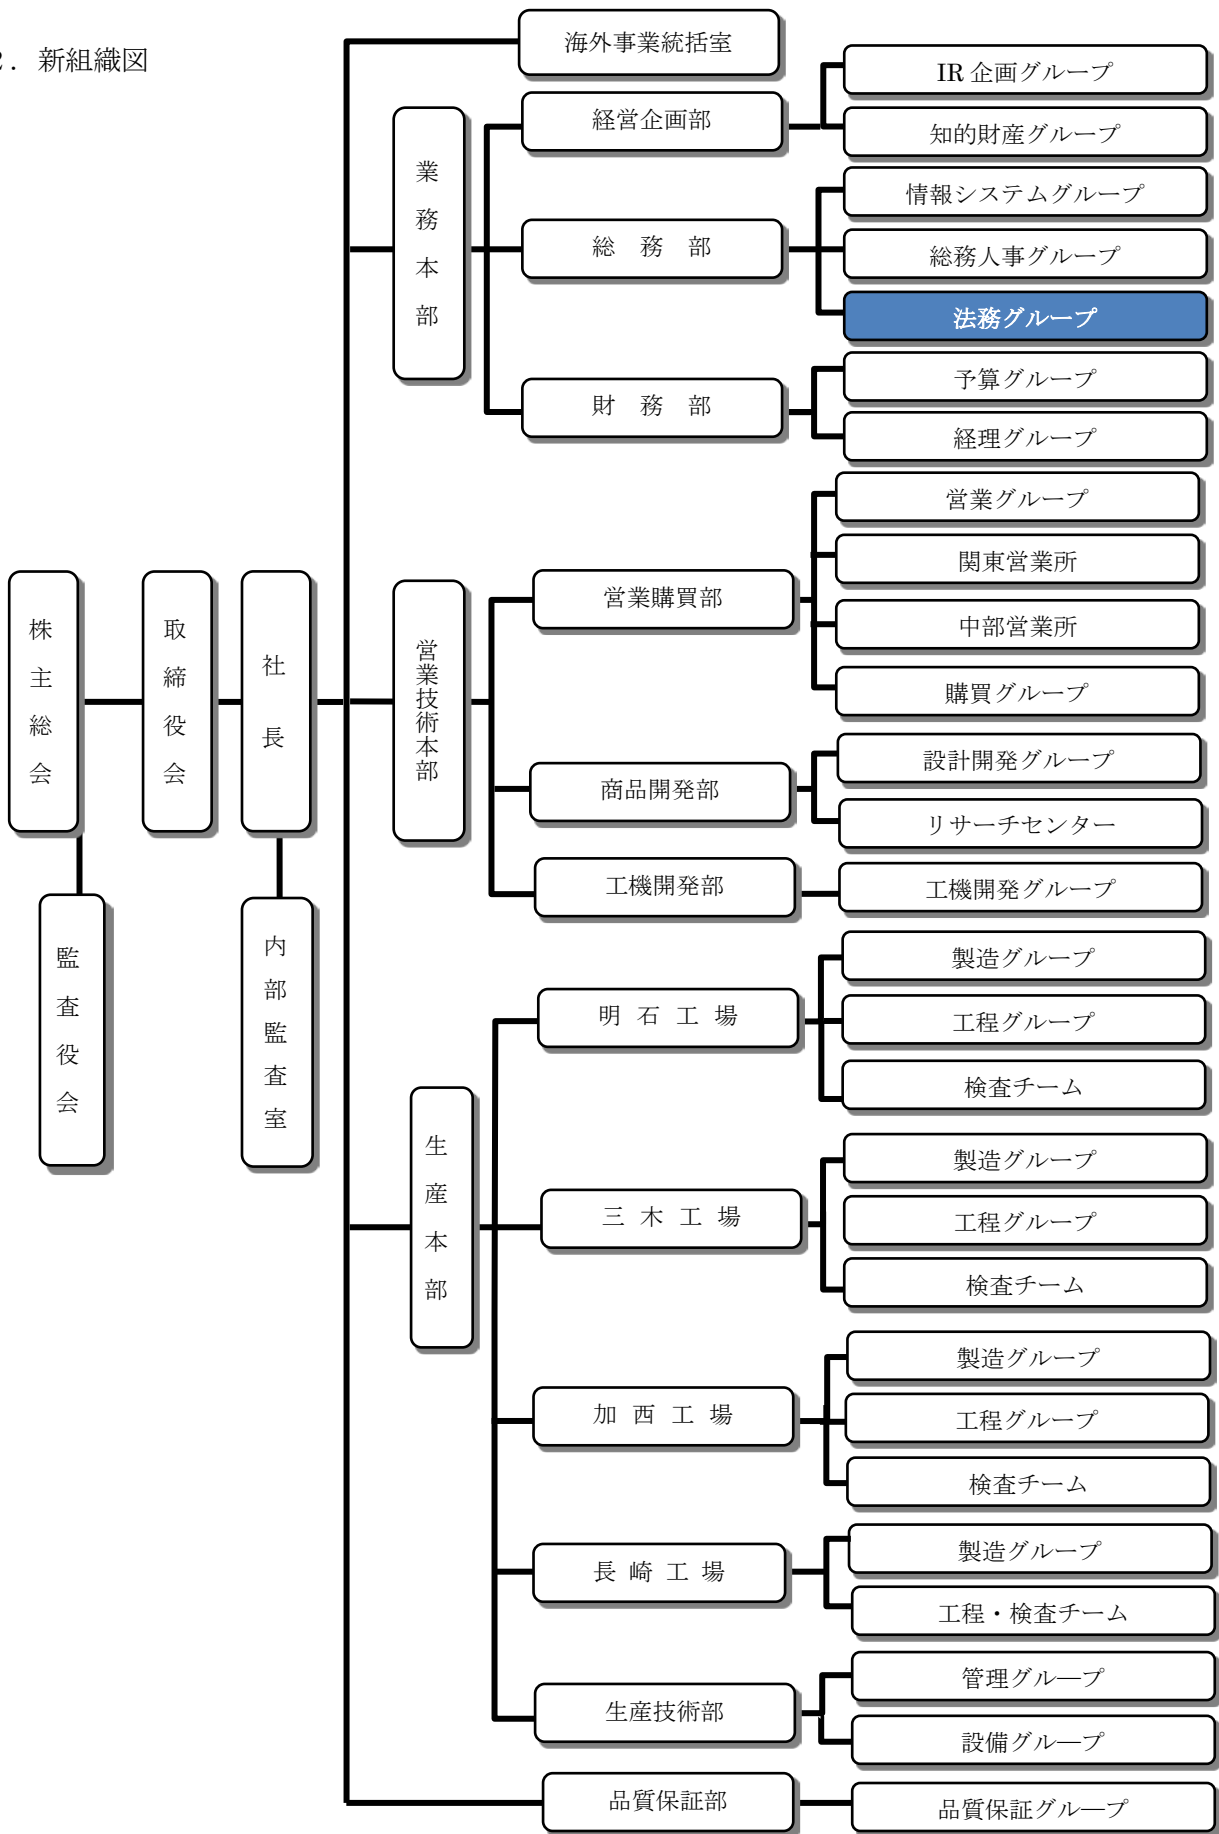 2．新組織図
海外事業統括室
業務本部
経営企画部
IR 企画グループ
知的財産グループ
総　務　部
情報システムグループ
総務人事グループ
法務グループ
財　務　部
予算グループ
経理グループ
株主総会
取締役会
社長
監査役会
内部監査室
営業技術本部
営業購買部
営業グループ
関東営業所
中部営業所
購買グループ
商品開発部
設計開発グループ
リサーチセンター
工機開発部
工機開発グループ
生産本部
明 石 工 場
製造グループ
工程グループ
検査チーム
三 木 工 場
製造グループ
工程グループ
検査チーム
加 西 工 場
製造グループ
工程グループ
検査チーム
長 崎 工 場
製造グループ
工程・検査チーム
生産技術部
管理グル―プ
設備グル―プ
品質保証部
品質保証グル―プ